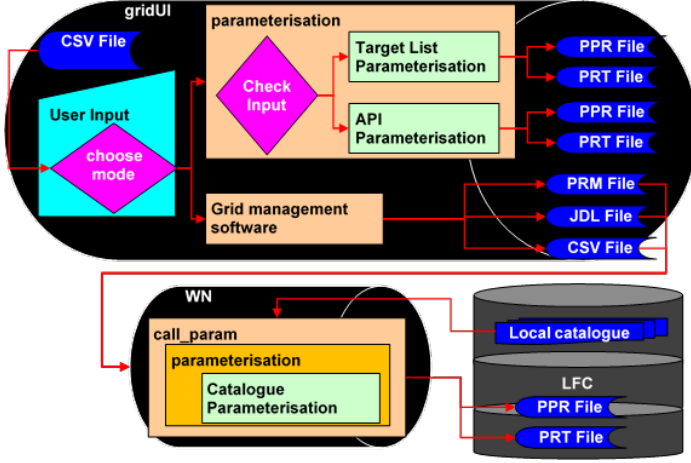 gridUI
CSV File
parameterisation
Target List
Parameterisation
PPR File
PRT File
Check
Input
User Input
choose
mode
API
Parameterisation
PPR File
PRT File
Grid management
software
PRM File
JDL File
CSV File
WN
call_param
parameterisation
Catalogue
Parameterisation
Local catalogue
LFC
PPR File
PRT File